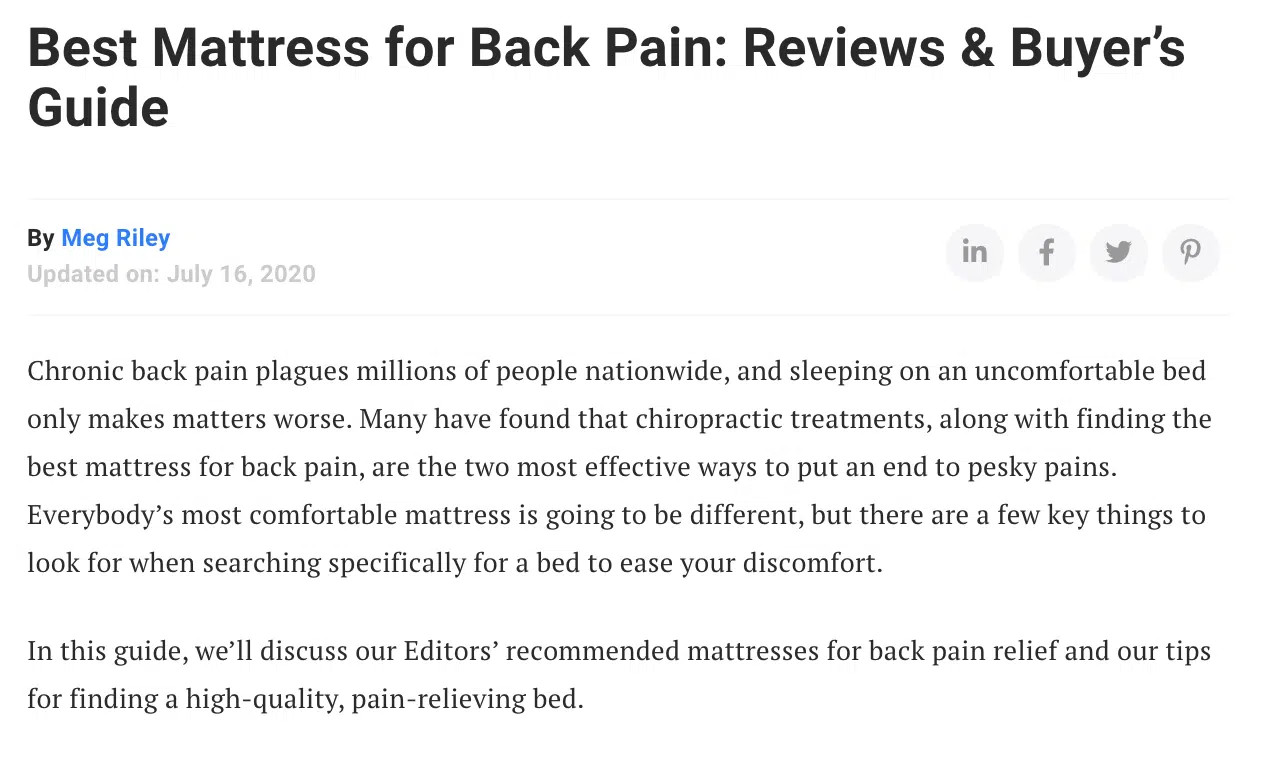 Best Mattress for Back Pain: Reviews & Buyer’s
Guide
By Meg Riley
Updated on: July 16, 2020
Chronic back pain plagues millions of people nationwide, and sleeping on an uncomfortable bed
only makes matters worse. Many have found that chiropractic treatments, along with finding the
best mattress for back pain, are the two most effective ways to put an end to pesky pains.
Everybody’s most comfortable mattress is going to be different, but there are a few key things to
look for when searching specifically for a bed to ease your discomfort.
In this guide, we’ll discuss our Editors’ recommended mattresses for back pain relief and our tips
for finding a high-quality, pain-relieving bed.